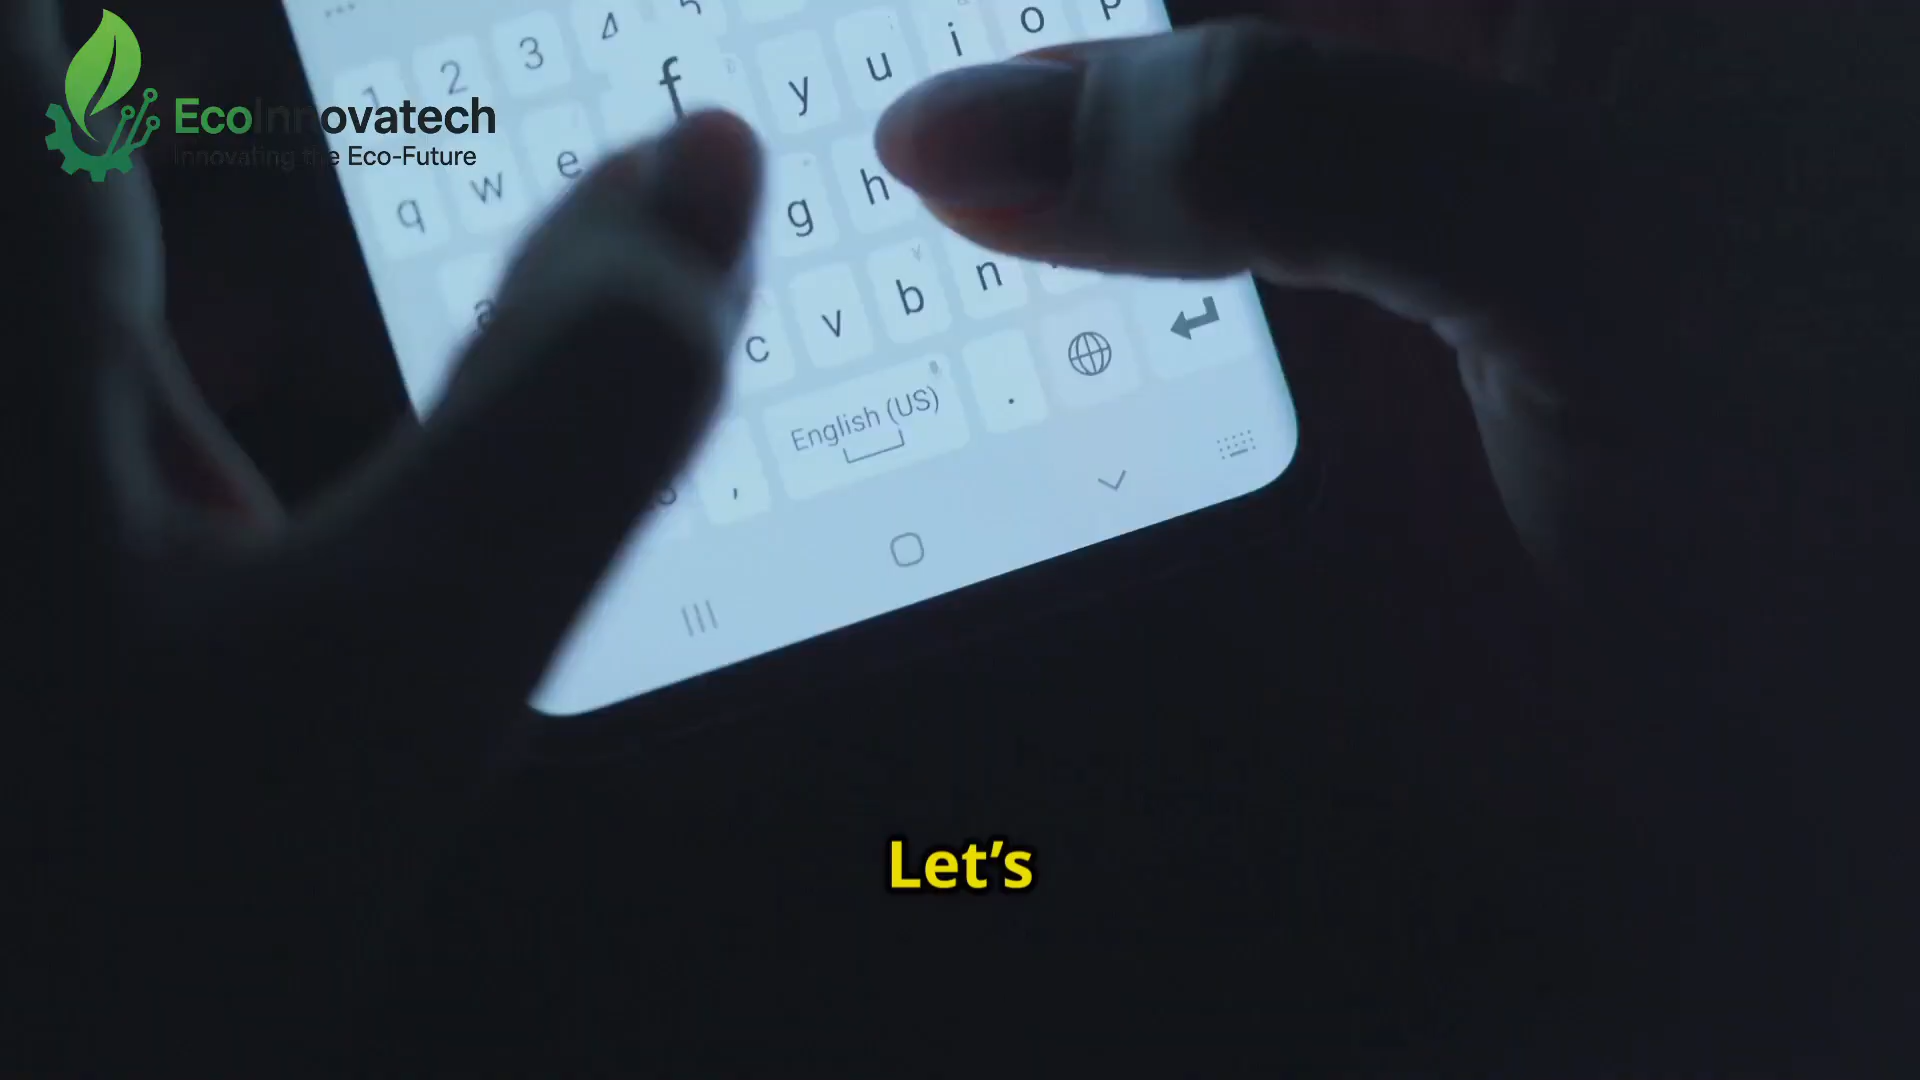 EcoInnovatech
Innovating the Eco-Future
1 2 3 4 5
q w e y u i o p
f
a g h
c v b n
, English (US) .
Let’s